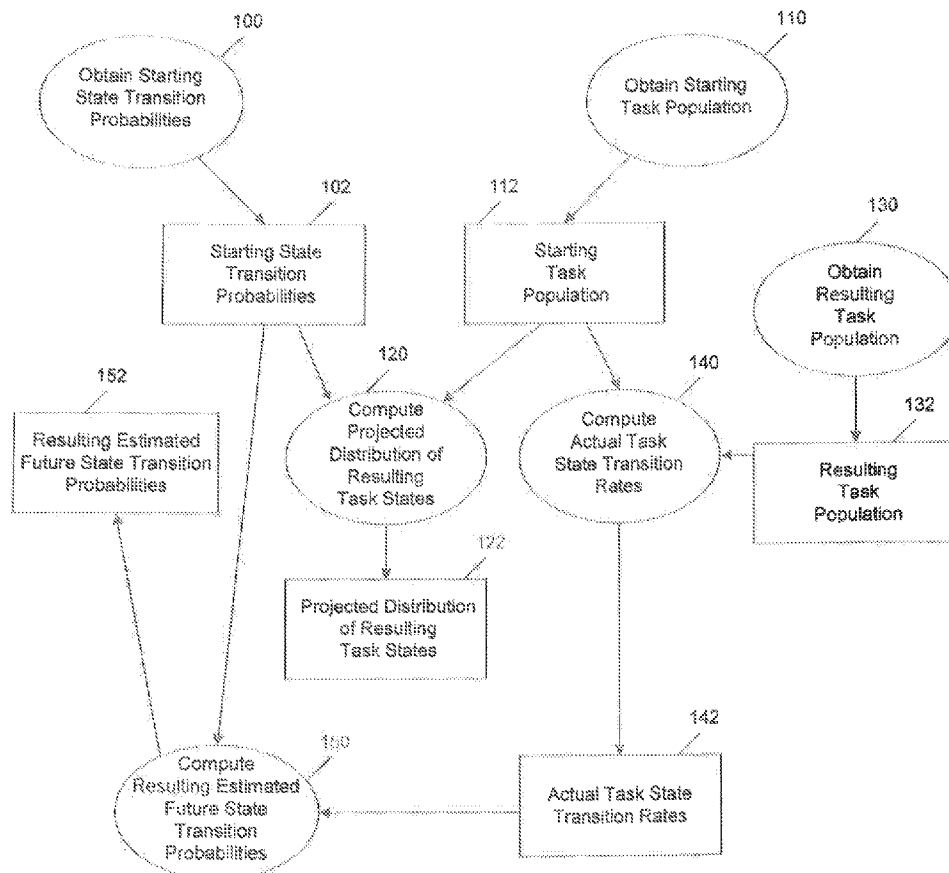 100
Obtain Starting
State Transition
Probabilities
110
Obtain Starting
Task Population
102
Starting State
Transition
Probabilities
112
Starting
Task
Population
130
Obtain
Resulting
Task
Population
120
Compute
Projected
Distribution of
Resulting
Task States
140
Compute
Actual Task
State Transition
Rates
132
Resulting
Task
Population
152
Resulting Estimated
Future State Transition
Probabilities
122
Projected Distribution
of Resulting
Task States
150
Compute
Resulting Estimated
Future State
Transition
Probabilities
142
Actual Task State
Transition Rates